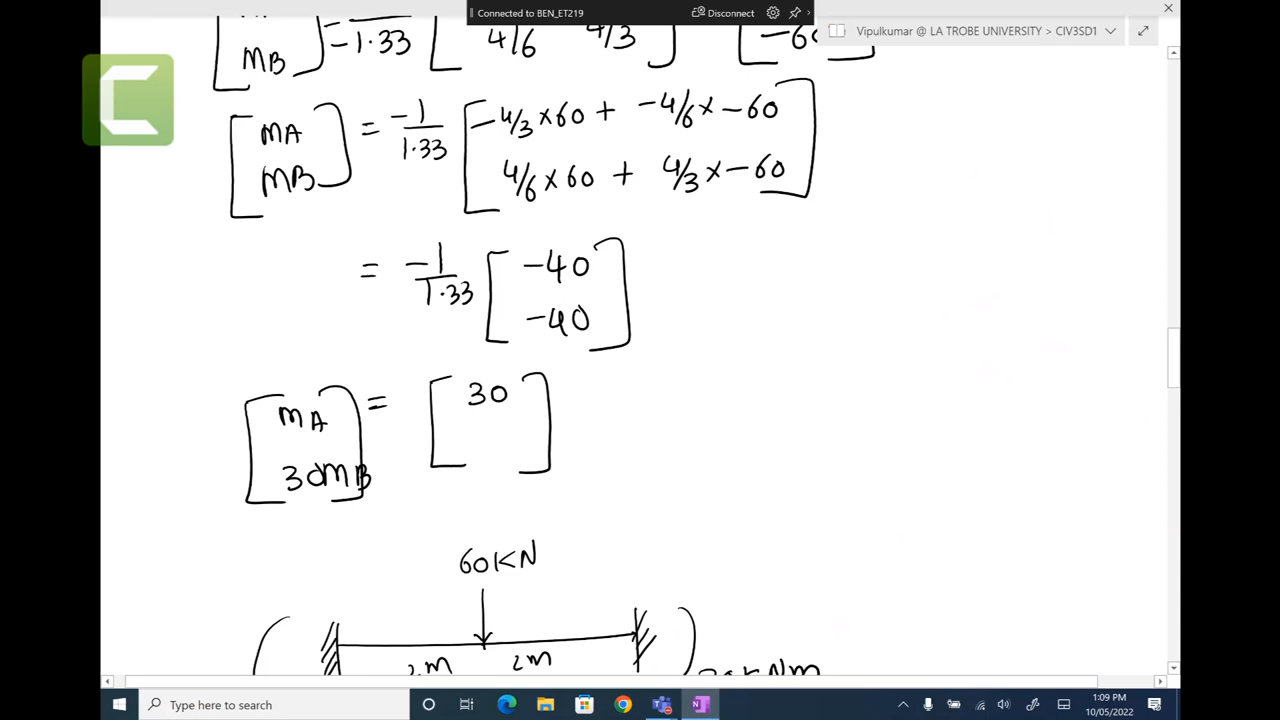 Connected to BEN_ET219
Disconnect
Vipulkumar @ LA TROBE UNIVERSITY > CIV3SD1
MA
MB
= -1.33
4/6 4/3
-60
MA
MB
= -1/1.33
-4/3 × 60 + -4/6 × -60
4/6 × 60 + 4/3 × -60
= -1/1.33
-40
-40
MA
30MB
=
30
60KN
2m 2m
Type here to search
1:09 PM
10/05/2022